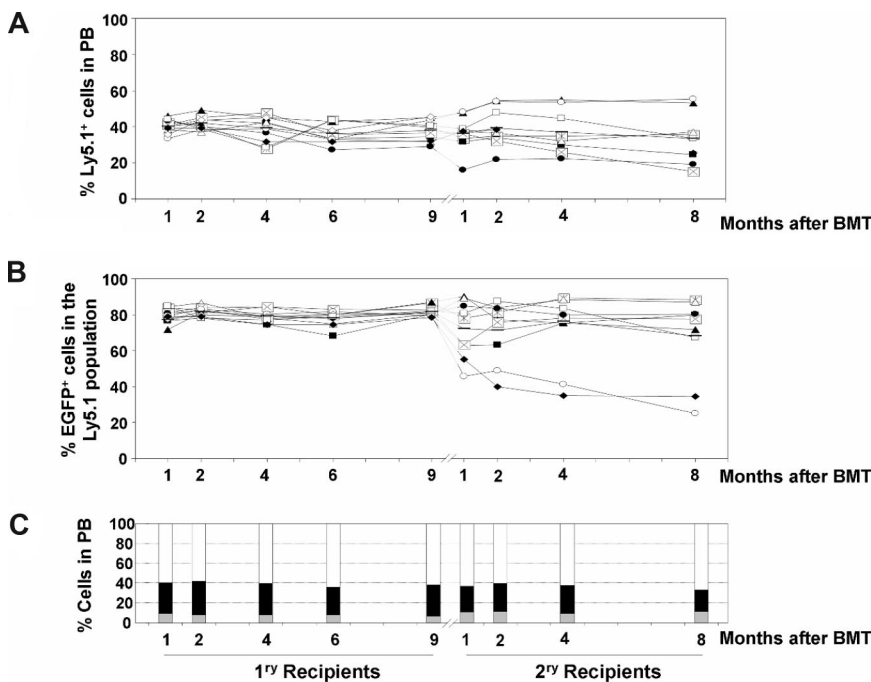 A
% Ly5.1+ cells in PB
100
80
60
40
20
0
1 2 4 6 9 1 2 4 8 Months after BMT
B
% EGFP+ cells in the
Ly5.1 population
100
80
60
40
20
0
1 2 4 6 9 1 2 4 8 Months after BMT
C
% Cells in PB
100
80
60
40
20
0
1 2 4 6 9 1 2 4 8 Months after BMT
1ry Recipients 2ry Recipients